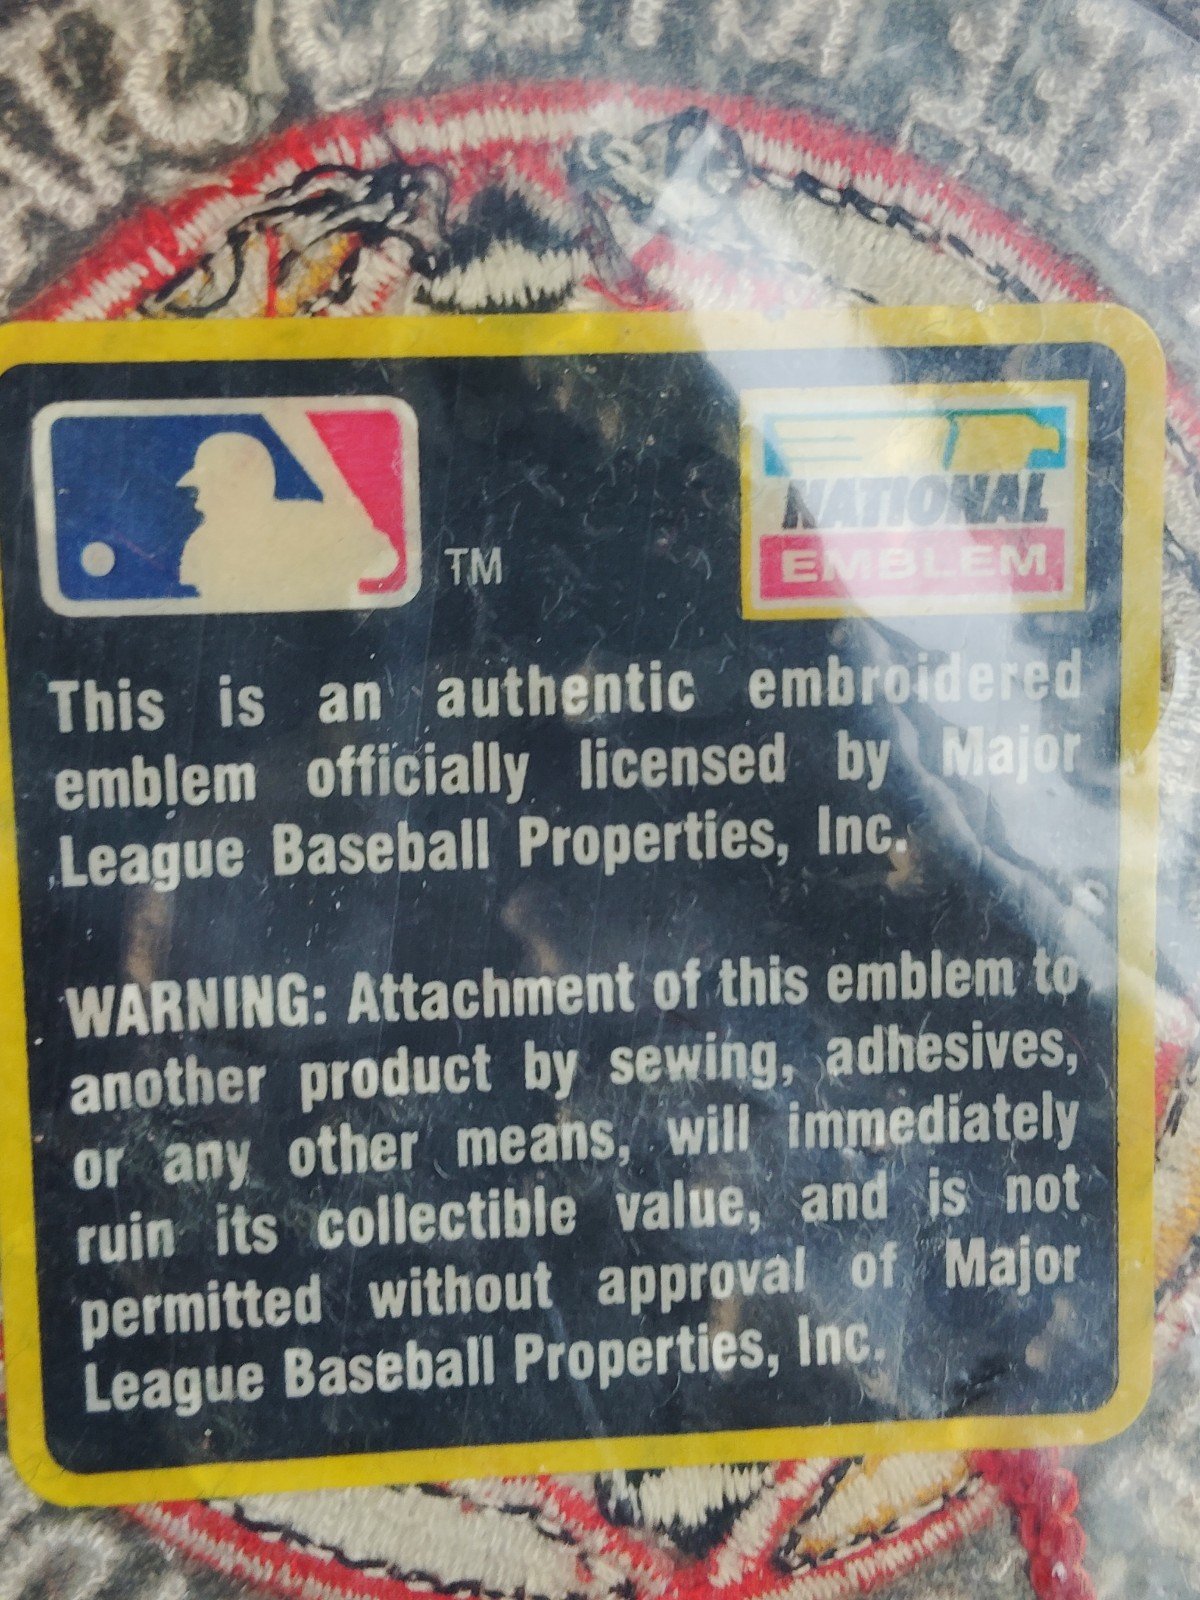 TM
NATIONAL
EMBLEM
This is an authentic embroidered
emblem officially licensed by Major
League Baseball Properties, Inc.
WARNING: Attachment of this emblem to
another product by sewing, adhesives,
or any other means, will immediately
ruin its collectible value, and is not
permitted without approval of Major
League Baseball Properties, Inc.